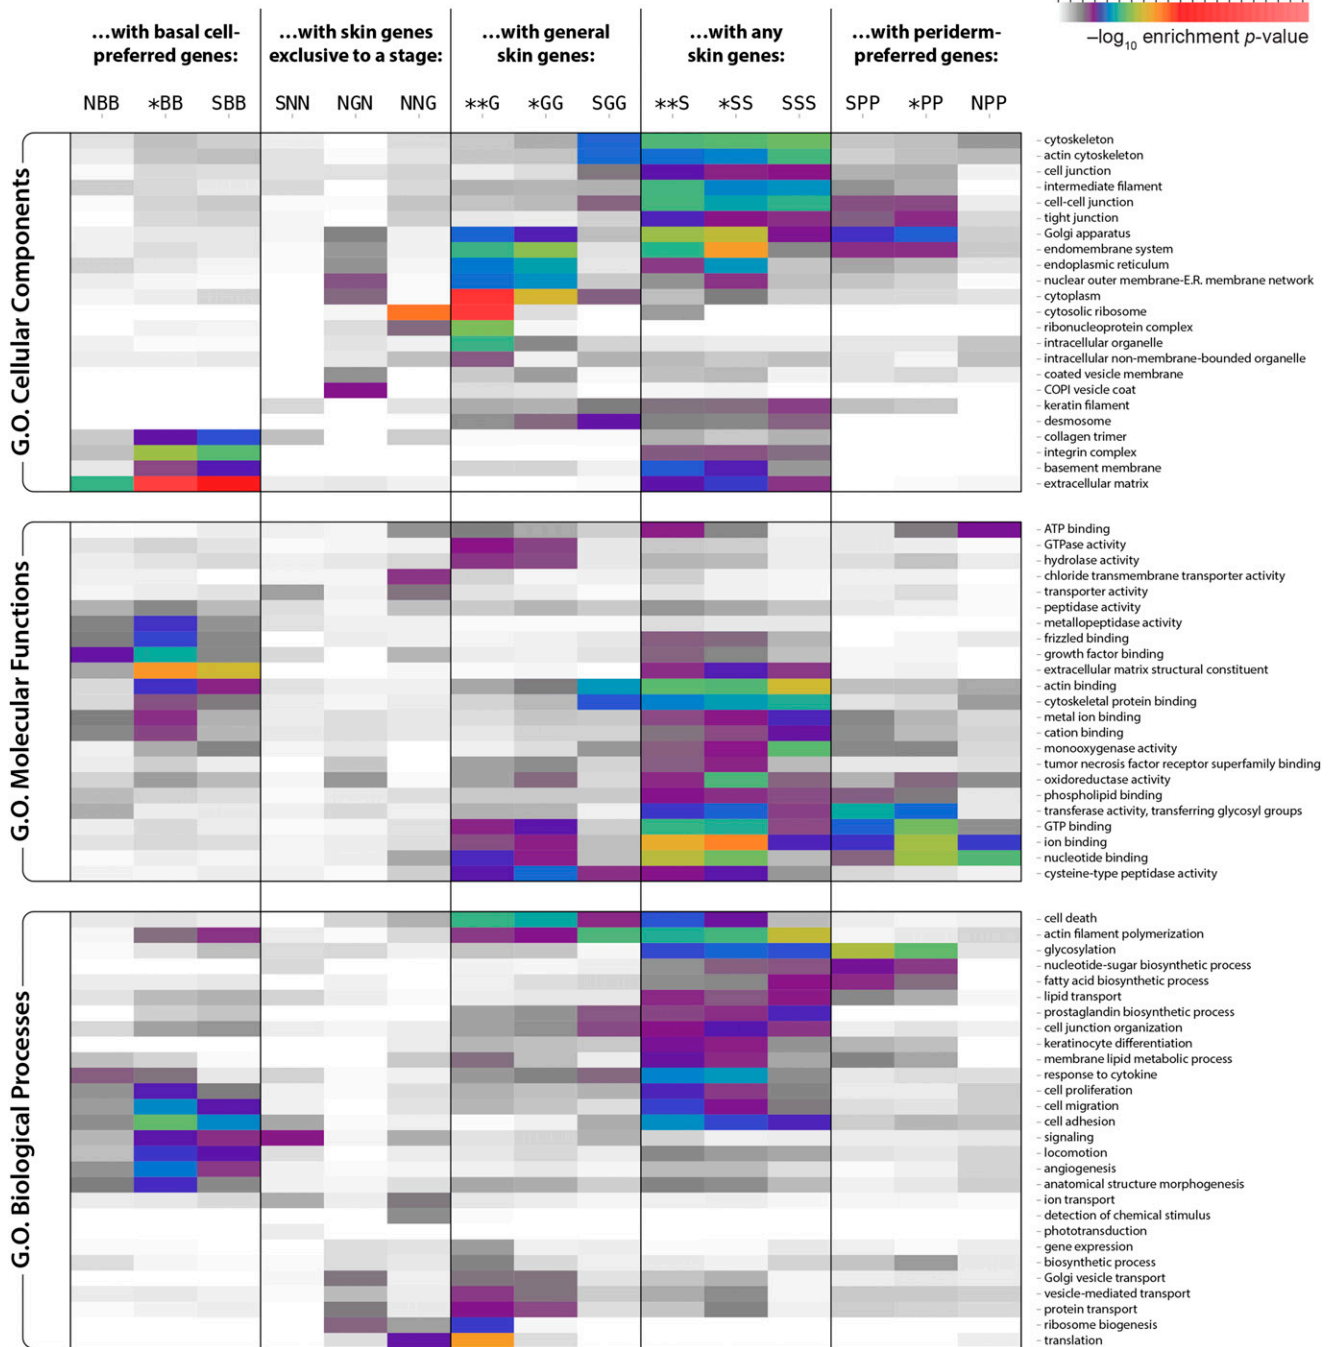 –log10 enrichment p-value
…with basal cell-
preferred genes:
…with skin genes
exclusive to a stage:
…with general
skin genes:
…with any
skin genes:
…with periderm-
preferred genes:
NBB *BB SBB SNN NGN NNG **G *GG SGG **S *SS SSS SPP *PP NPP
G.O. Cellular Components
cytoskeleton
actin cytoskeleton
cell junction
intermediate filament
cell-cell junction
tight junction
Golgi apparatus
endomembrane system
endoplasmic reticulum
nuclear outer membrane-E.R. membrane network
cytoplasm
cytosolic ribosome
ribonucleoprotein complex
intracellular organelle
intracellular non-membrane-bounded organelle
coated vesicle membrane
COPI vesicle coat
keratin filament
desmosome
collagen trimer
integrin complex
basement membrane
extracellular matrix
G.O. Molecular Functions
ATP binding
GTPase activity
hydrolase activity
chloride transmembrane transporter activity
transporter activity
peptidase activity
metallopeptidase activity
frizzled binding
growth factor binding
extracellular matrix structural constituent
actin binding
cytoskeletal protein binding
metal ion binding
cation binding
monooxygenase activity
tumor necrosis factor receptor superfamily binding
oxidoreductase activity
phospholipid binding
transferase activity, transferring glycosyl groups
GTP binding
ion binding
nucleotide binding
cysteine-type peptidase activity
G.O. Biological Processes
cell death
actin filament polymerization
glycosylation
nucleotide-sugar biosynthetic process
fatty acid biosynthetic process
lipid transport
prostaglandin biosynthetic process
cell junction organization
keratinocyte differentiation
membrane lipid metabolic process
response to cytokine
cell proliferation
cell migration
cell adhesion
signaling
locomotion
angiogenesis
anatomical structure morphogenesis
ion transport
detection of chemical stimulus
phototransduction
gene expression
biosynthetic process
Golgi vesicle transport
vesicle-mediated transport
protein transport
ribosome biogenesis
translation